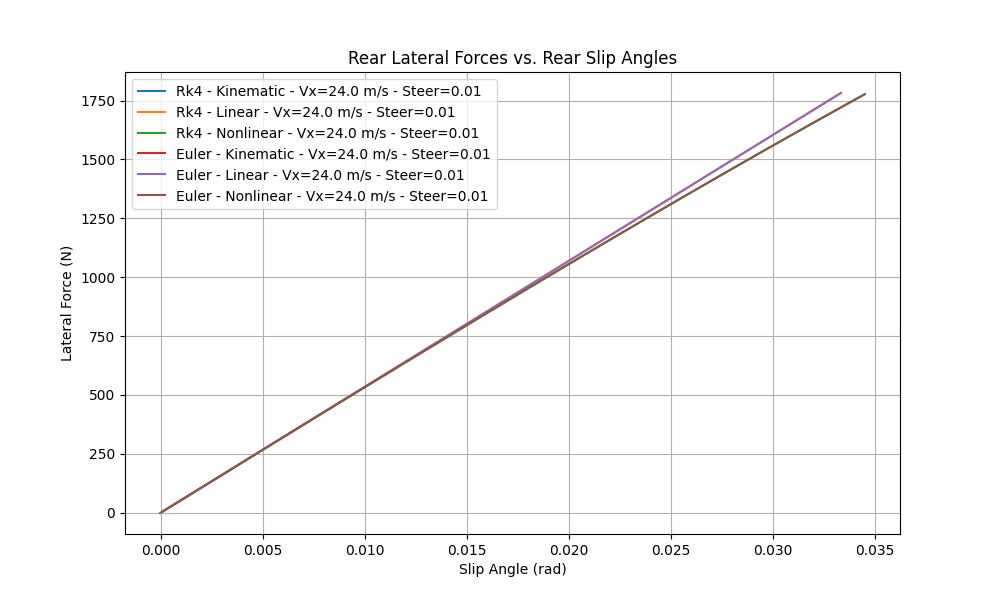 Rear Lateral Forces vs. Rear Slip Angles
Rk4 - Kinematic - Vx=24.0 m/s - Steer=0.01
Rk4 - Linear - Vx=24.0 m/s - Steer=0.01
Rk4 - Nonlinear - Vx=24.0 m/s - Steer=0.01
Euler - Kinematic - Vx=24.0 m/s - Steer=0.01
Euler - Linear - Vx=24.0 m/s - Steer=0.01
Euler - Nonlinear - Vx=24.0 m/s - Steer=0.01
Lateral Force (N)
1750
1500
1250
1000
750
500
250
0
0.000 0.005 0.010 0.015 0.020 0.025 0.030 0.035
Slip Angle (rad)